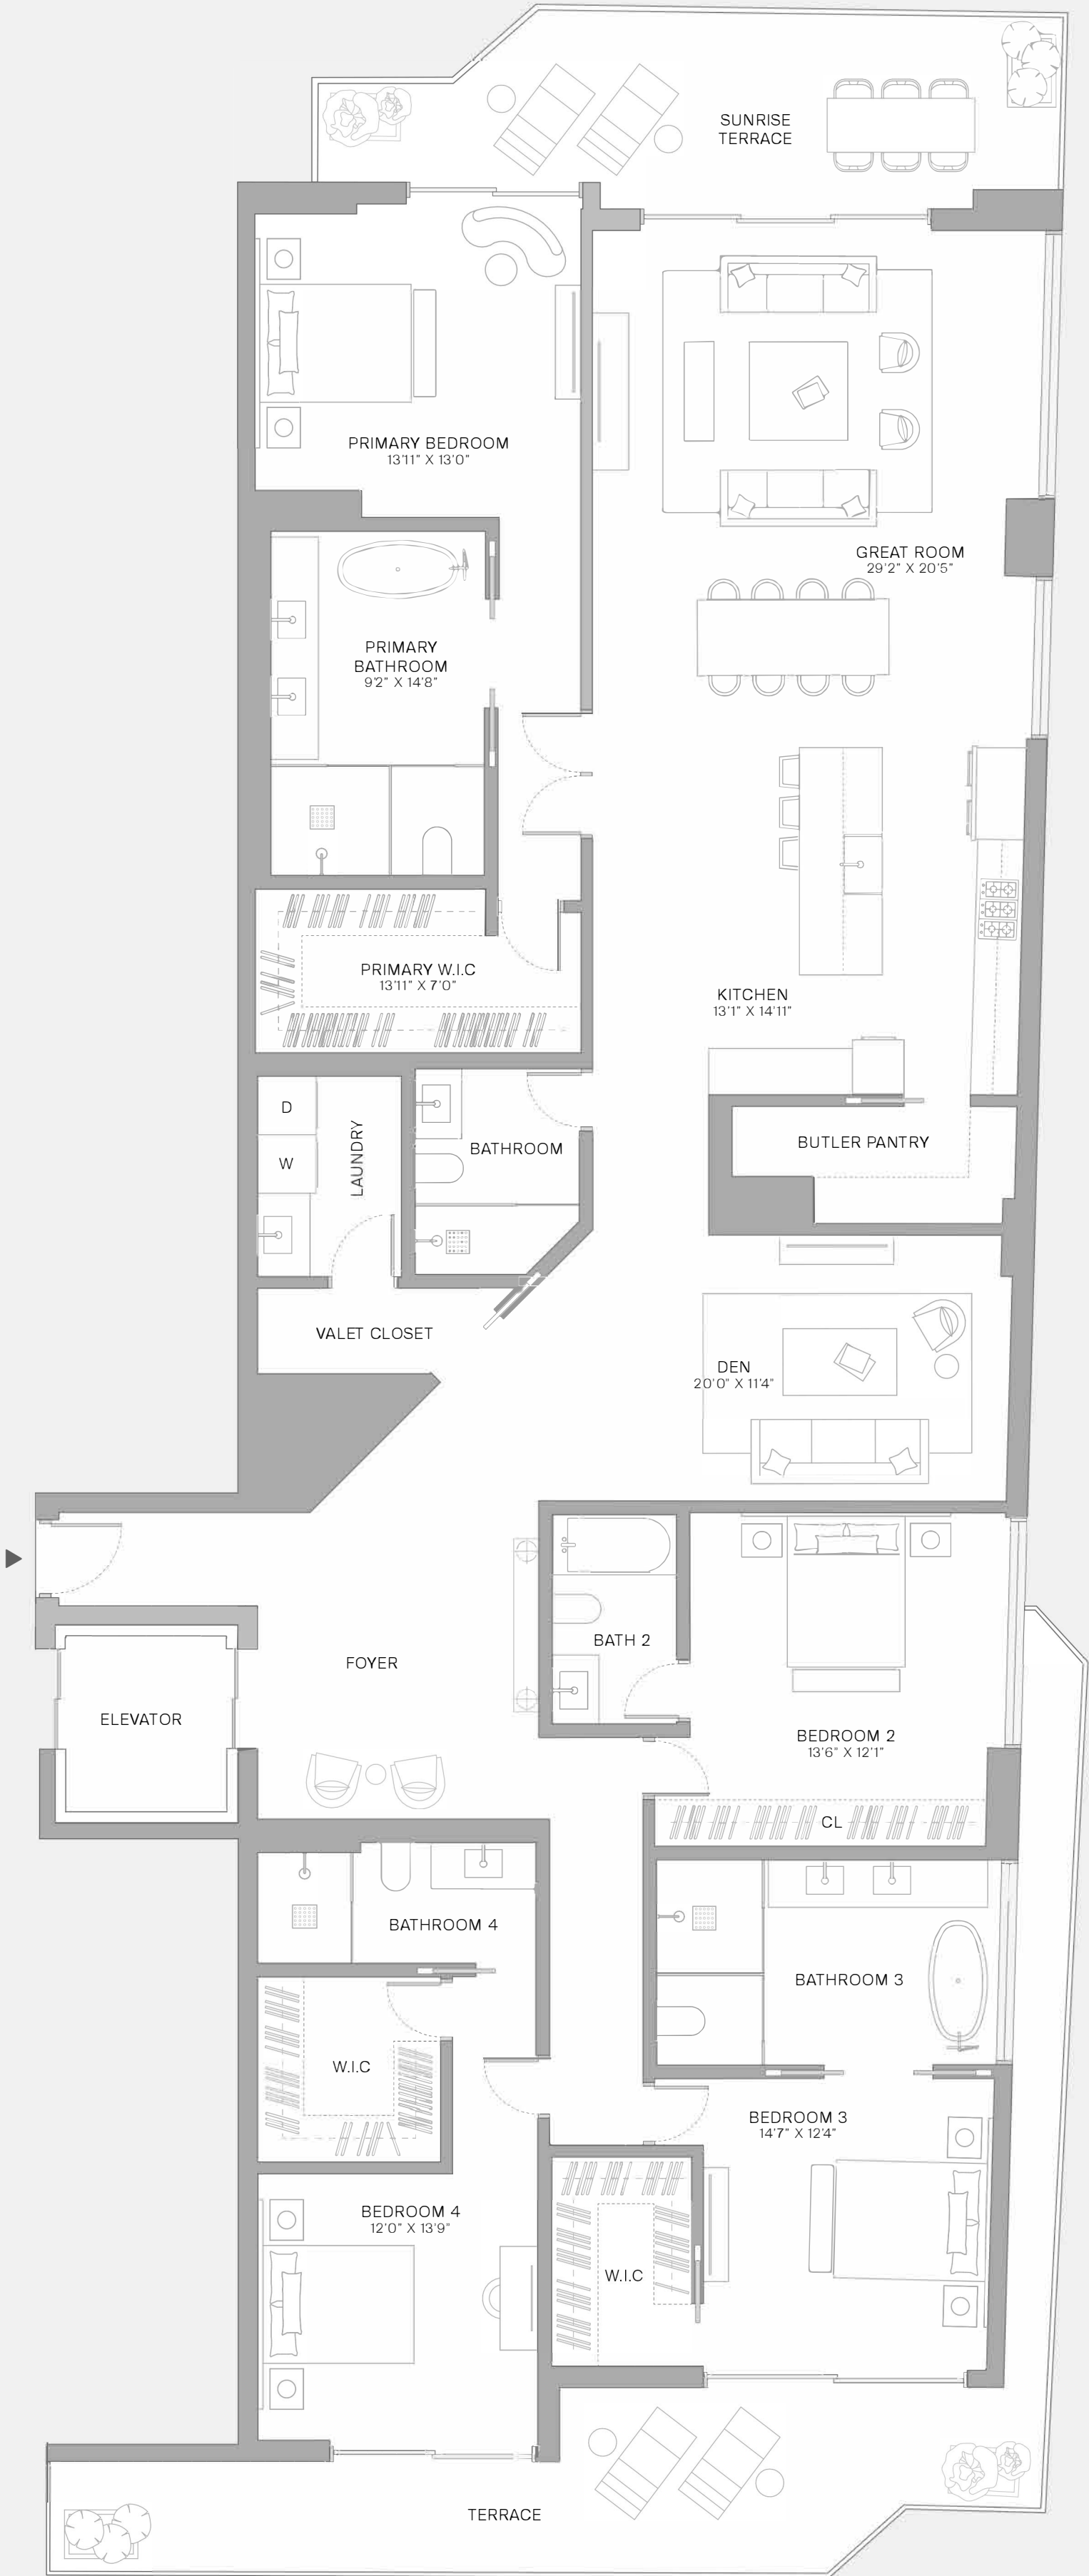 SUNRISE
TERRACE
PRIMARY BEDROOM
13'11" X 13'0"
GREAT ROOM
29'2" X 20'5"
PRIMARY
BATHROOM
9'2" X 14'8"
PRIMARY W.I.C
13'11" X 7'0"
KITCHEN
13'1" X 14'11"
D
W
LAUNDRY
BATHROOM
BUTLER PANTRY
VALET CLOSET
DEN
20'0" X 11'4"
BATH 2
FOYER
ELEVATOR
BEDROOM 2
13'6" X 12'1"
CL
BATHROOM 4
BATHROOM 3
W.I.C
BEDROOM 3
14'7" X 12'4"
BEDROOM 4
12'0" X 13'9"
W.I.C
TERRACE